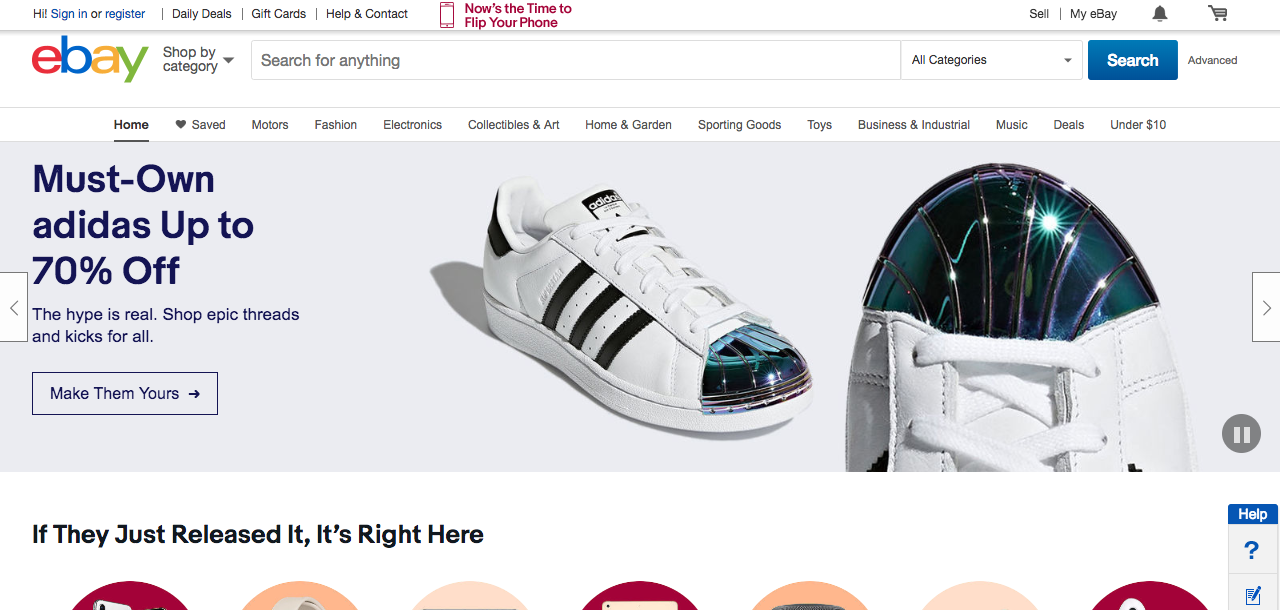 Hi! Sign in or register
Daily Deals
Gift Cards
Help & Contact
Now's the Time to
Flip Your Phone
Sell
My eBay
ebay
Shop by
category
Search for anything
All Categories
Search
Advanced
Home
Saved
Motors
Fashion
Electronics
Collectibles & Art
Home & Garden
Sporting Goods
Toys
Business & Industrial
Music
Deals
Under $10
Must-Own
adidas Up to
70% Off
The hype is real. Shop epic threads
and kicks for all.
Make Them Yours →
adidas
If They Just Released It, It's Right Here
Help
?